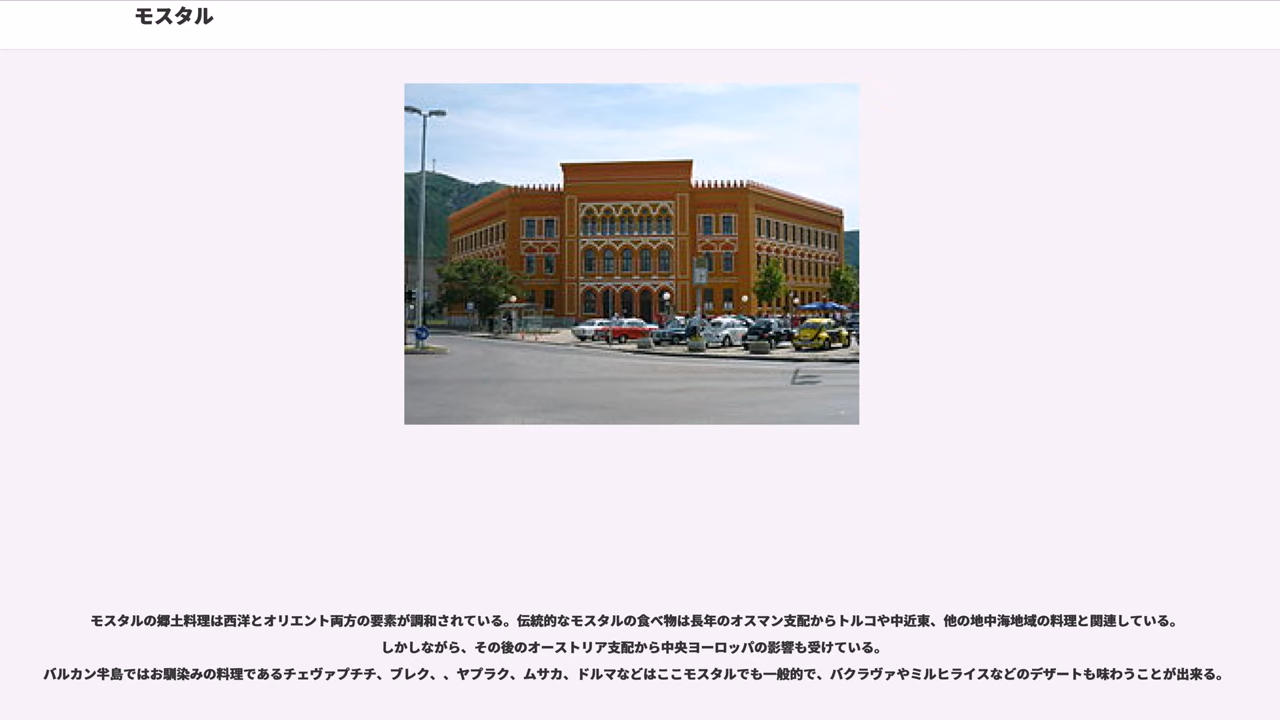 モスタル
モスタルの郷土料理は西洋とオリエント両方の要素が調和されている。伝統的なモスタルの食べ物は長年のオスマン支配からトルコや中近東、他の地中海地域の料理と関連している。
しかしながら、その後のオーストリア支配から中央ヨーロッパの影響も受けている。
バルカン半島ではお馴染みの料理であるチェヴァプチチ、ブレク、、ヤプラク、ムサカ、ドルマなどはここモスタルでも一般的で、バクラヴァやミルヒライスなどのデザートも味わうことが出来る。